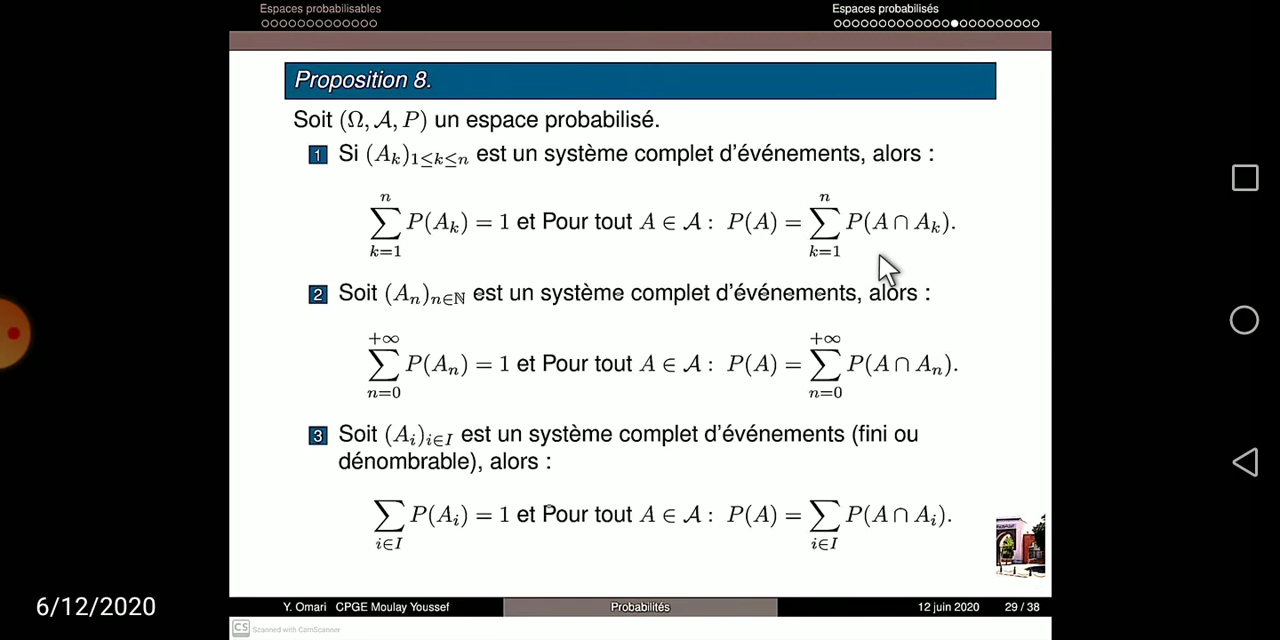 Espaces probabilisables
Espaces probabilisés
Proposition 8.
Soit (Ω, 𝒜, P) un espace probabilisé.
1 Si (A_k)_{1≤k≤n} est un système complet d'événements, alors :
∑_{k=1}^{n} P(A_k) = 1 et Pour tout A ∈ 𝒜 : P(A) = ∑_{k=1}^{n} P(A ∩ A_k).
2 Soit (A_n)_{n∈ℕ} est un système complet d'événements, alors :
∑_{n=0}^{+∞} P(A_n) = 1 et Pour tout A ∈ 𝒜 : P(A) = ∑_{n=0}^{+∞} P(A ∩ A_n).
3 Soit (A_i)_{i∈I} est un système complet d'événements (fini ou
dénombrable), alors :
∑_{i∈I} P(A_i) = 1 et Pour tout A ∈ 𝒜 : P(A) = ∑_{i∈I} P(A ∩ A_i).
6/12/2020
Y. Omari CPGE Moulay Youssef
Probabilités
12 juin 2020 29 / 38
CS Scanned with CamScanner